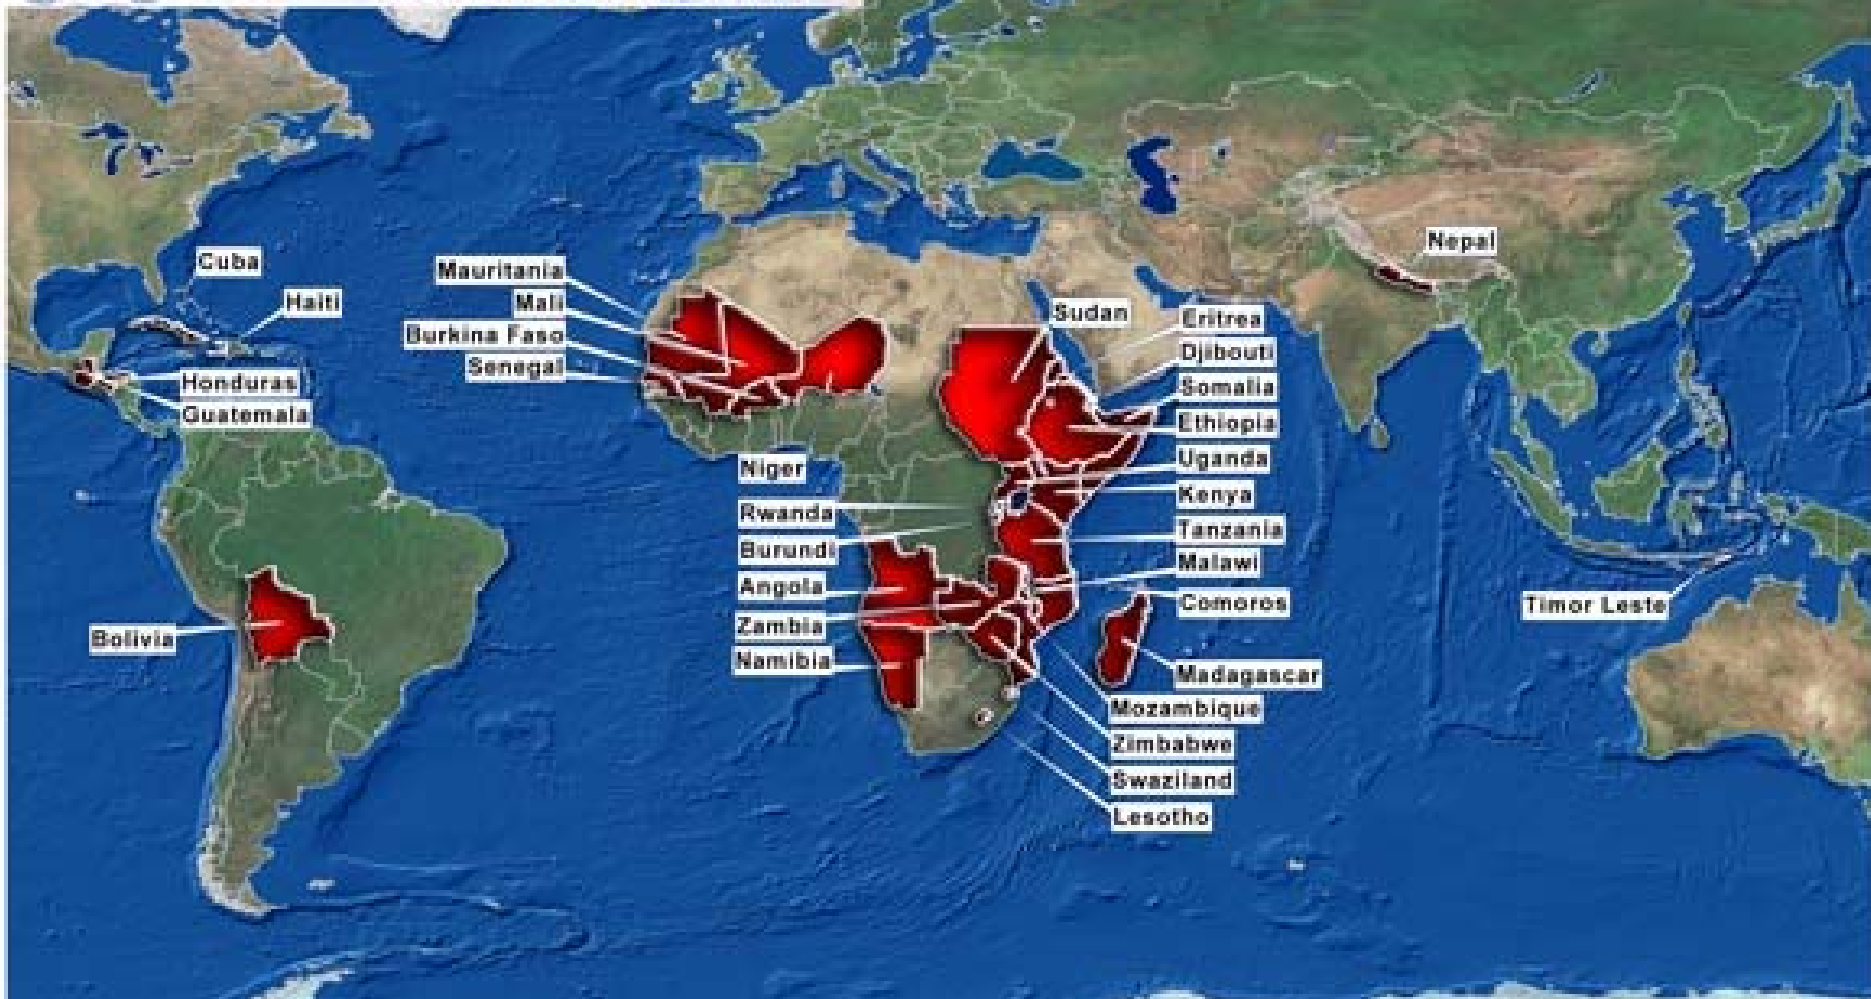 Cuba
Haiti
Honduras
Guatemala
Bolivia
Mauritania
Mali
Burkina Faso
Senegal
Niger
Rwanda
Burundi
Angola
Zambia
Namibia
Sudan
Eritrea
Djibouti
Somalia
Ethiopia
Uganda
Kenya
Tanzania
Malawi
Comoros
Madagascar
Mozambique
Zimbabwe
Swaziland
Lesotho
Nepal
Timor Leste